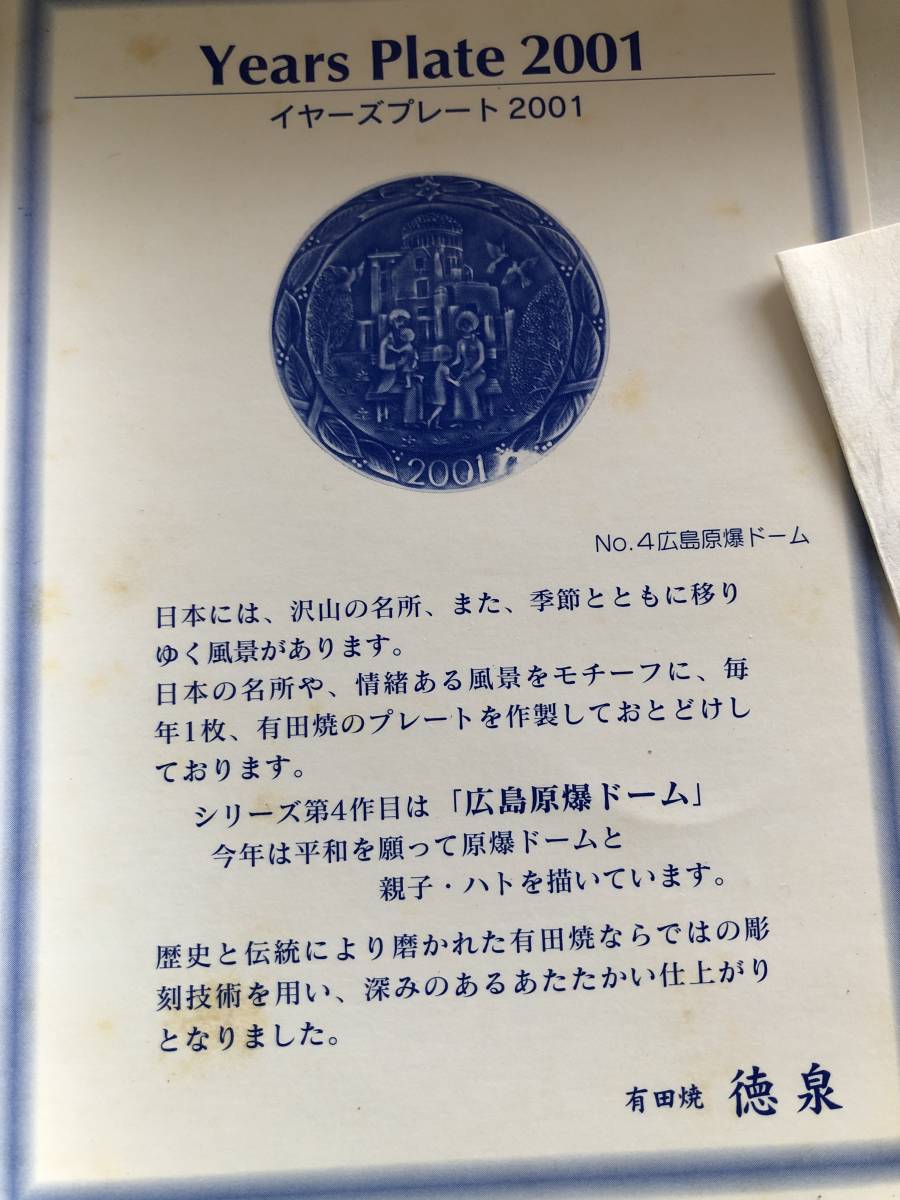 Years Plate 2001
イヤーズプレート2001
2001
No.4広島原爆ドーム
日本には、沢山の名所、また、季節とともに移り
ゆく風景があります。
日本の名所や、情緒ある風景をモチーフに、毎
年1枚、有田焼のプレートを作製しておとどけし
ております。
シリーズ第4作目は「広島原爆ドーム」
今年は平和を願って原爆ドームと
親子・ハトを描いています。
歴史と伝統により磨かれた有田焼ならではの彫
刻技術を用い、深みのあるあたたかい仕上がり
となりました。
有田焼 徳泉